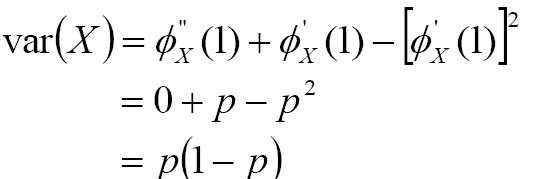 var(X) = ϕ''_X(1) + ϕ'_X(1) − [ϕ'_X(1)]²
= 0 + p − p²
= p(1 − p)